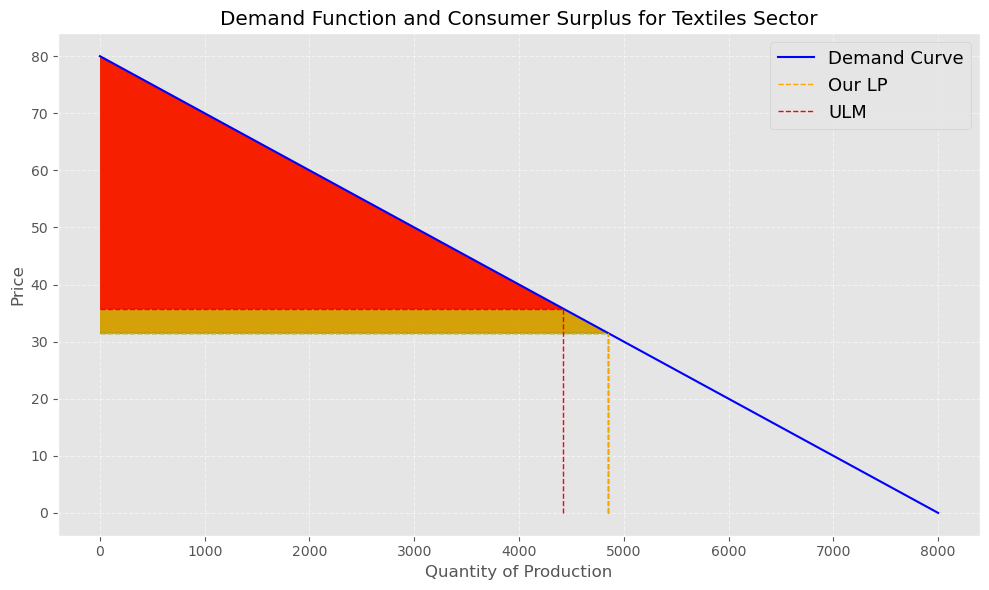 Demand Function and Consumer Surplus for Textiles Sector
Demand Curve
Our LP
ULM
Price
80
70
60
50
40
30
20
10
0
0 1000 2000 3000 4000 5000 6000 7000 8000
Quantity of Production